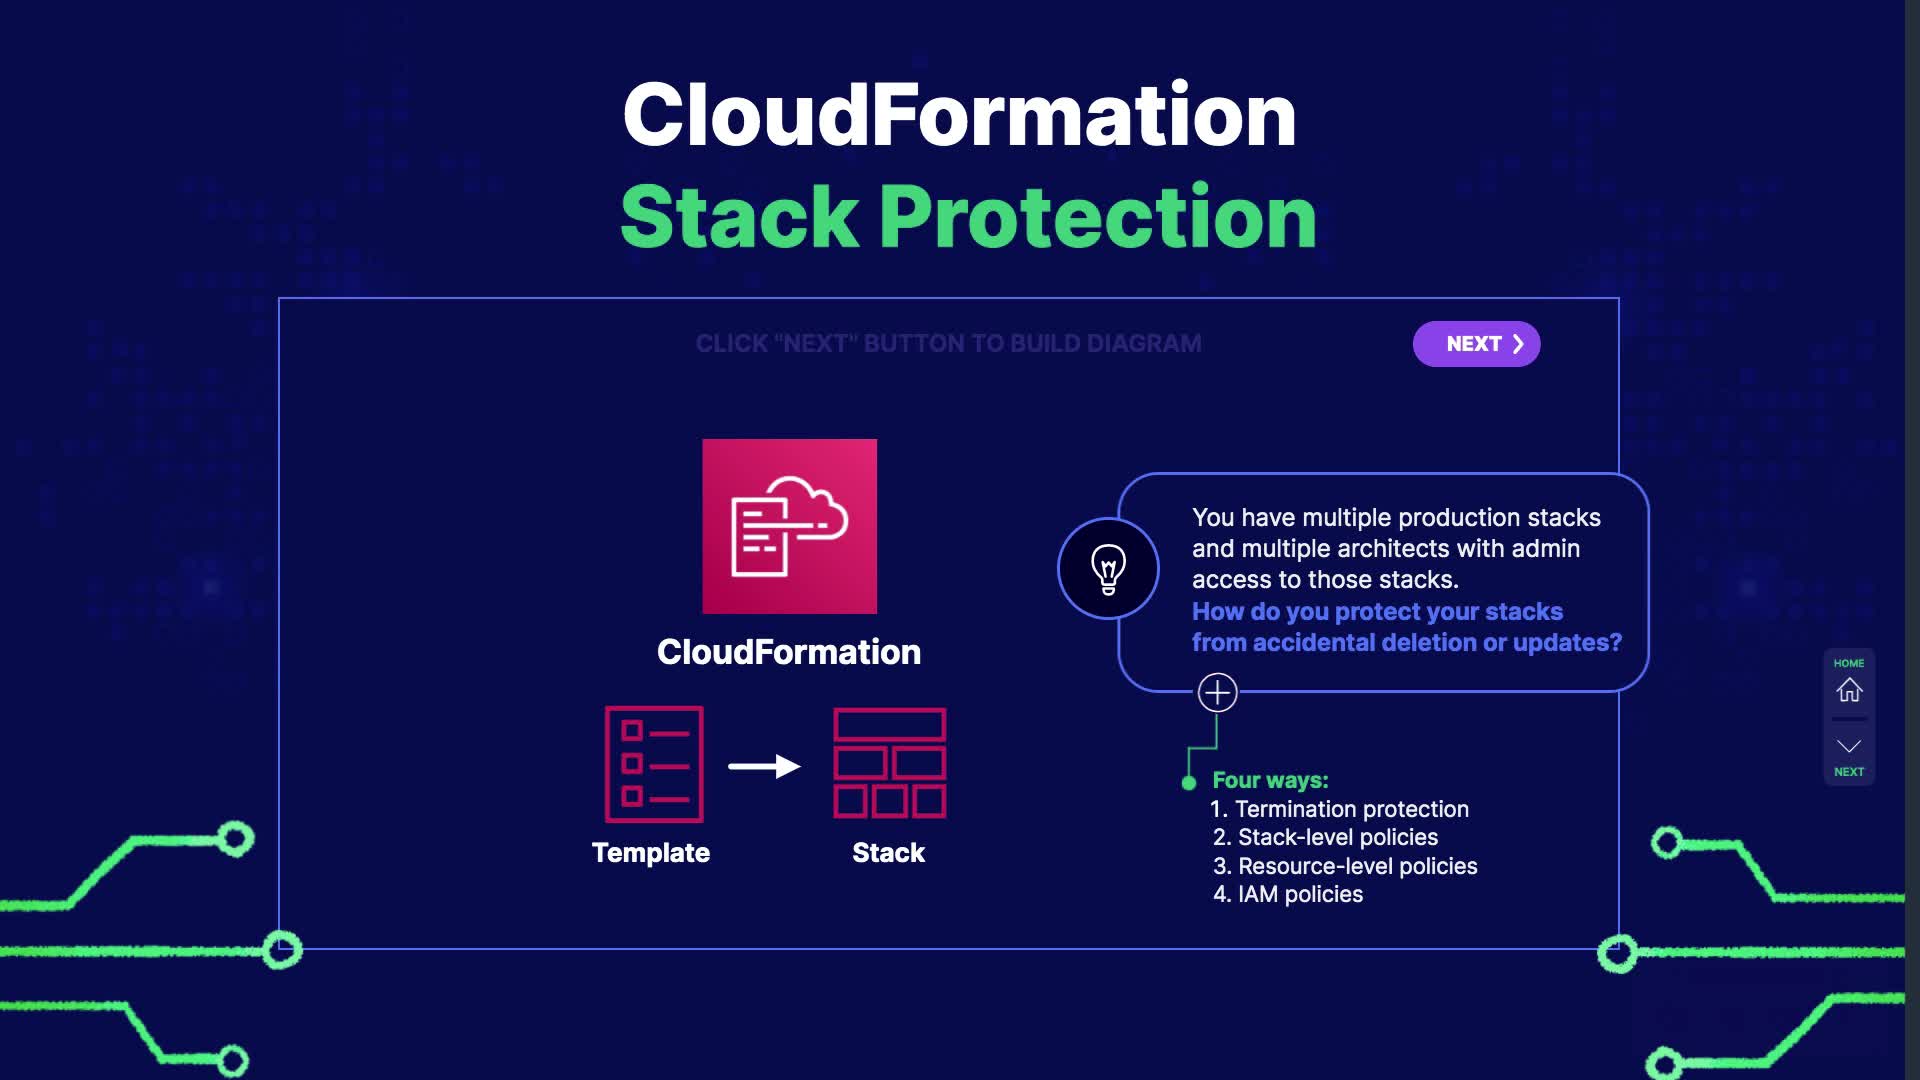 CloudFormation
Stack Protection
CLICK "NEXT" BUTTON TO BUILD DIAGRAM
NEXT
CloudFormation
Template
Stack
You have multiple production stacks
and multiple architects with admin
access to those stacks.
How do you protect your stacks
from accidental deletion or updates?
Four ways:
1. Termination protection
2. Stack-level policies
3. Resource-level policies
4. IAM policies
HOME
NEXT